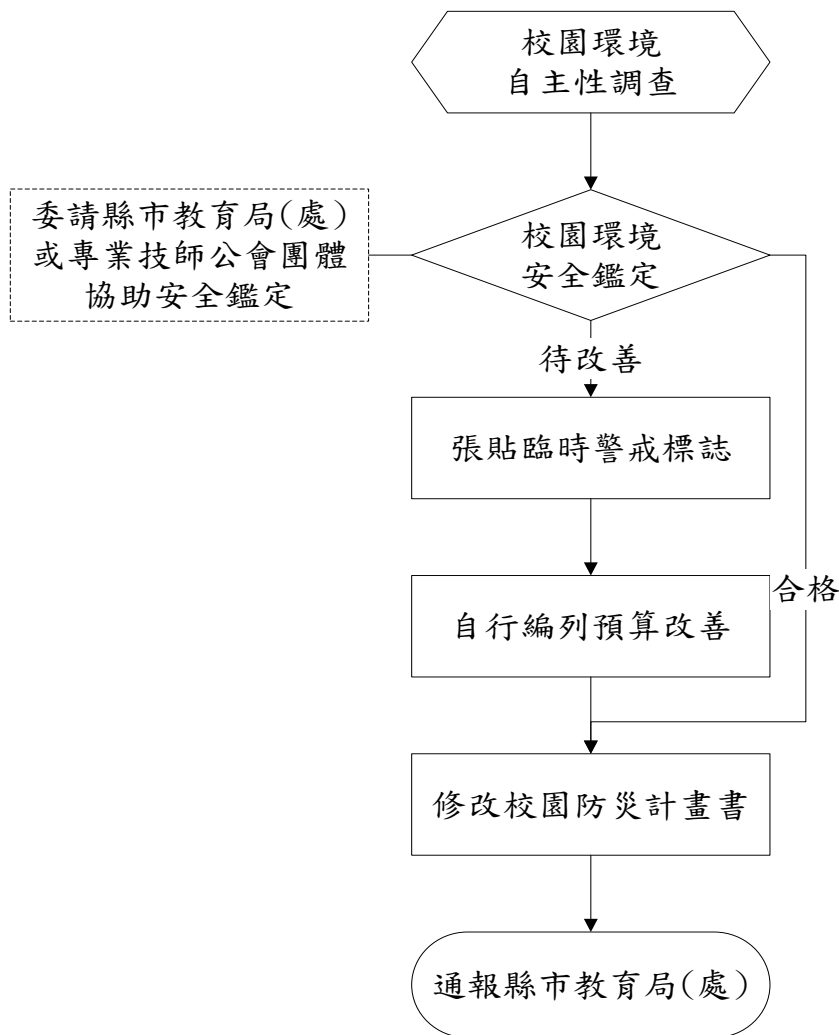 校園環境
自主性調查
委請縣市教育局(處)
或專業技師公會團體
協助安全鑑定
校園環境
安全鑑定
待改善
張貼臨時警戒標誌
自行編列預算改善
合格
修改校園防災計畫書
通報縣市教育局(處)